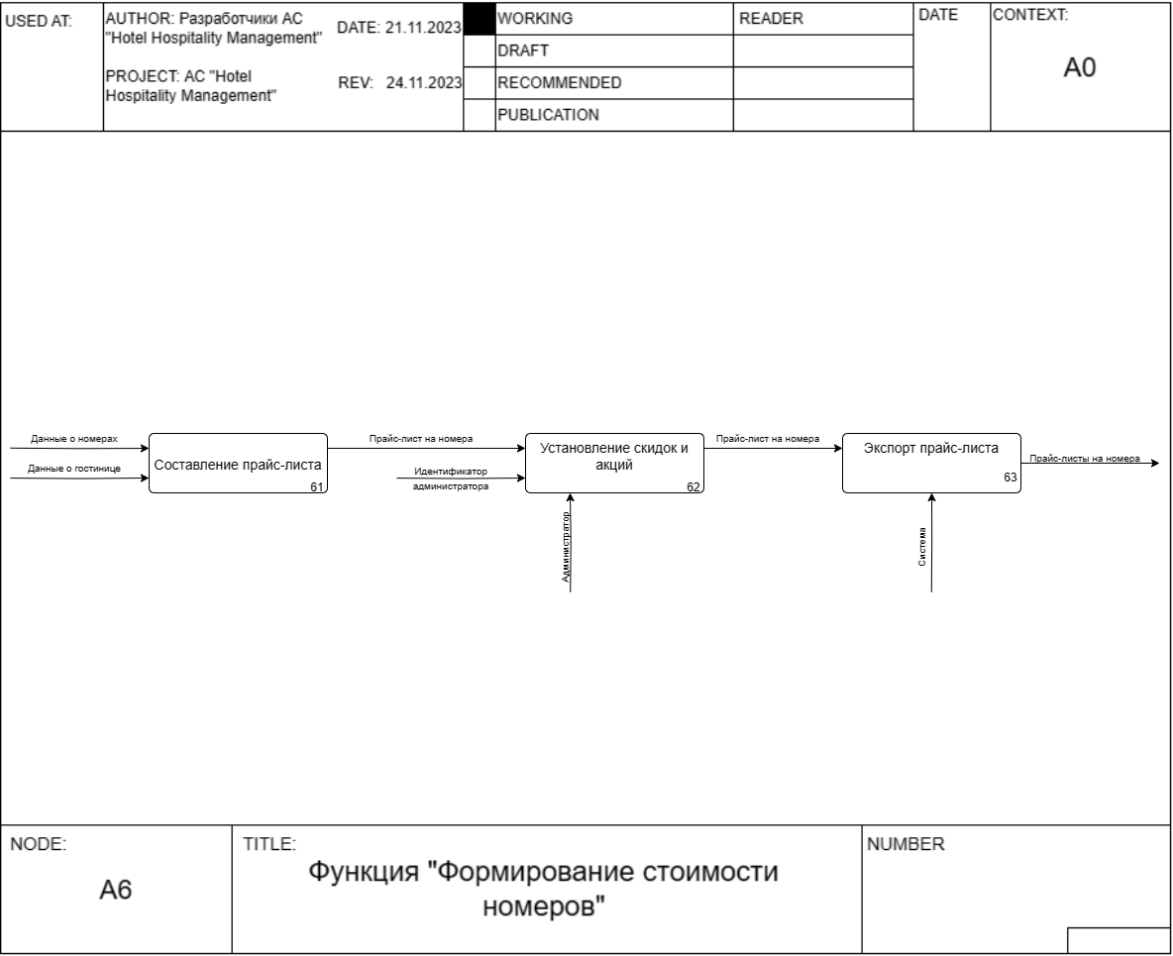 USED AT:
AUTHOR: Разработчики АС
"Hotel Hospitality Management"
DATE: 21.11.2023
PROJECT: АС "Hotel
Hospitality Management"
REV: 24.11.2023
WORKING
DRAFT
RECOMMENDED
PUBLICATION
READER
DATE
CONTEXT:
A0
Данные о номерах
Данные о гостинице
Составление прайс-листа
61
Прайс-лист на номера
Идентификатор
администратора
Установление скидок и
акций
62
Администратор
Прайс-лист на номера
Экспорт прайс-листа
63
Система
Прайс-листы на номера
NODE:
A6
TITLE:
Функция "Формирование стоимости
номеров"
NUMBER